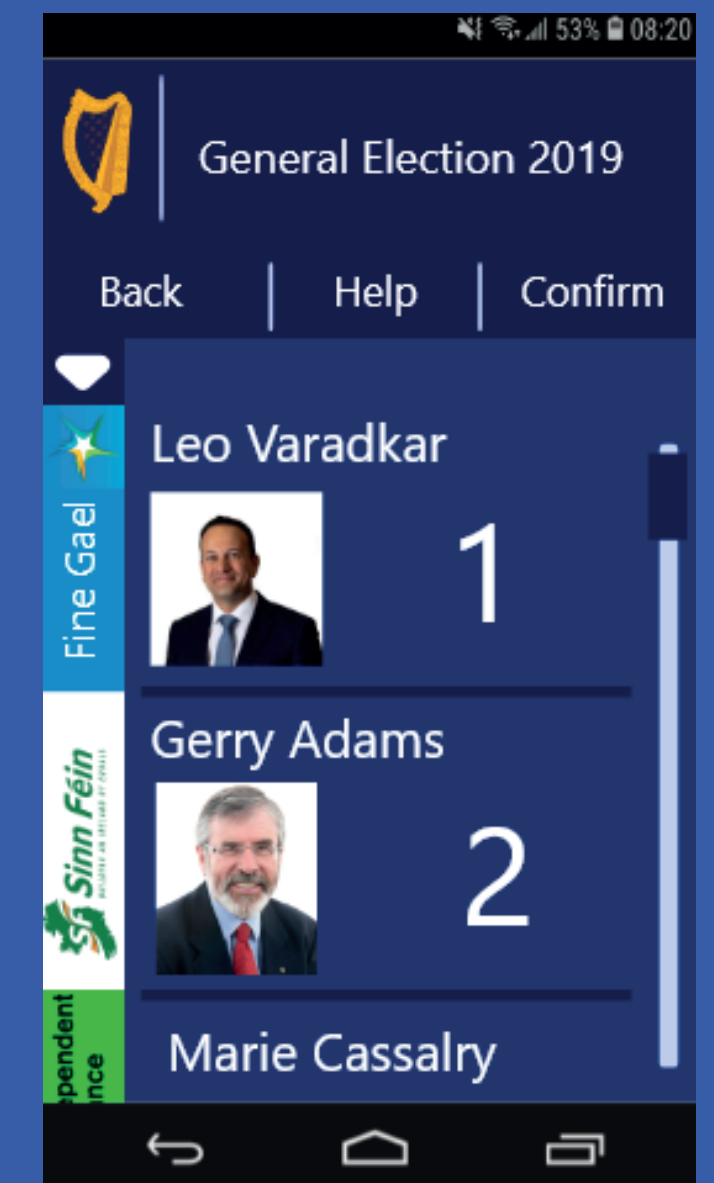 53% 08:20
General Election 2019
Back Help Confirm
Fine Gael
Leo Varadkar
1
Sinn Féin
Gerry Adams
2
Marie Cassalry